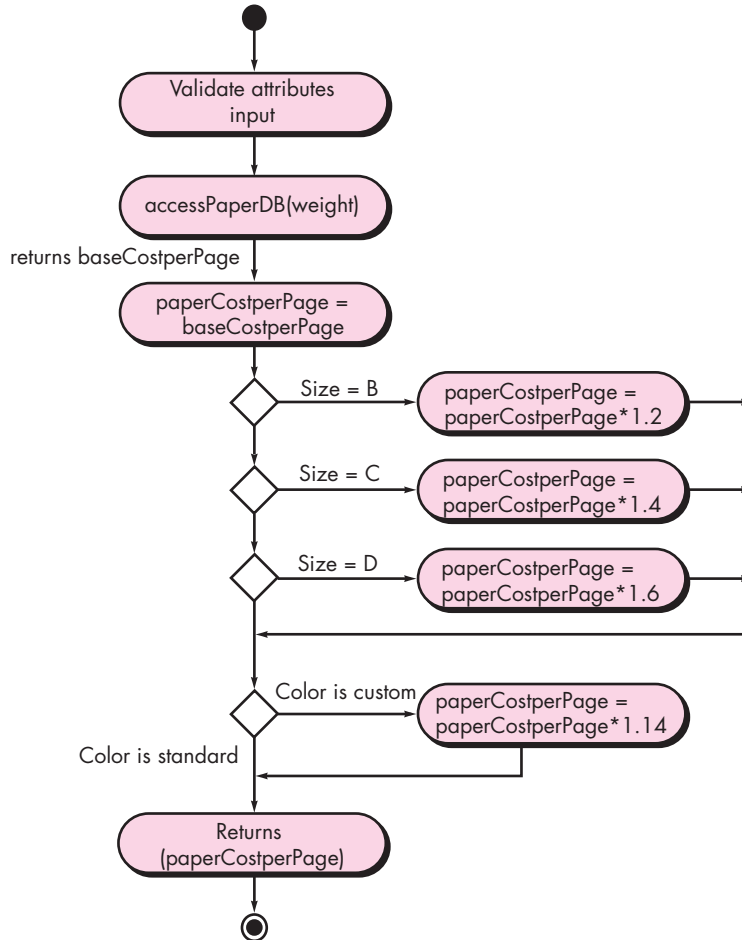 Validate attributes
input
accessPaperDB(weight)
returns baseCostperPage
paperCostperPage =
baseCostperPage
Size = B
paperCostperPage =
paperCostperPage*1.2
Size = C
paperCostperPage =
paperCostperPage*1.4
Size = D
paperCostperPage =
paperCostperPage*1.6
Color is custom
paperCostperPage =
paperCostperPage*1.14
Color is standard
Returns
(paperCostperPage)